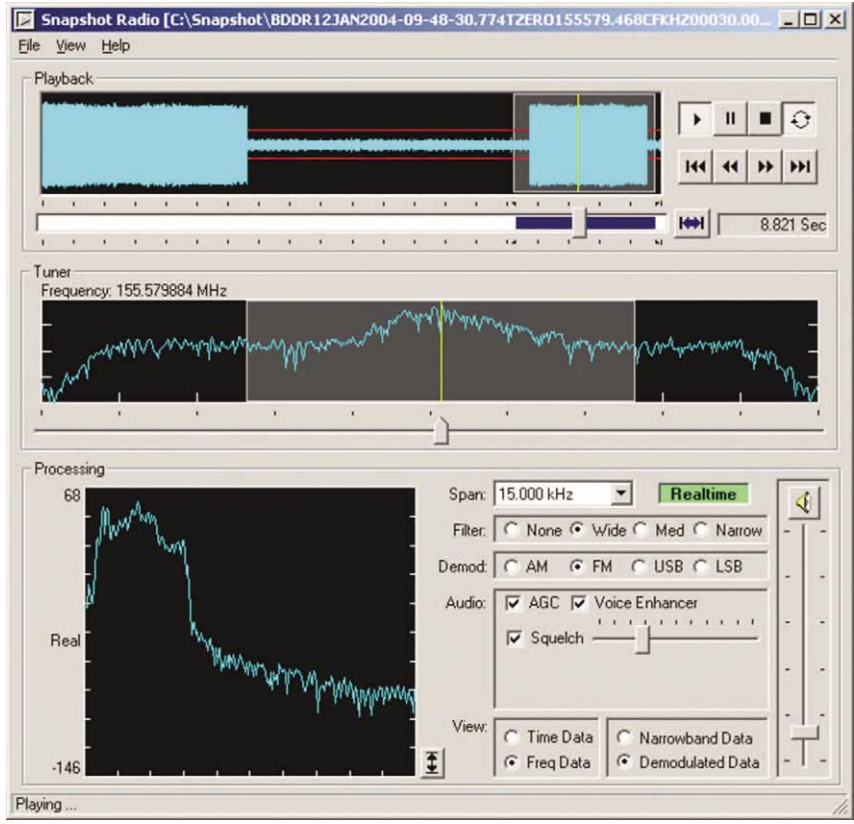 Snapshot Radio [C:\Snapshot\BDDR12JAN2004-09-48-30.774TZERO155579.468CFKHZ00030.00...
File View Help
Playback
8.821 Sec
Tuner
Frequency: 155.579884 MHz
Processing
68
Real
-146
Span: 15.000 kHz Realtime
Filter: None Wide Med Narrow
Demod: AM FM USB LSB
Audio: AGC Voice Enhancer
Squelch
View: Time Data Narrowband Data
Freq Data Demodulated Data
Playing ...